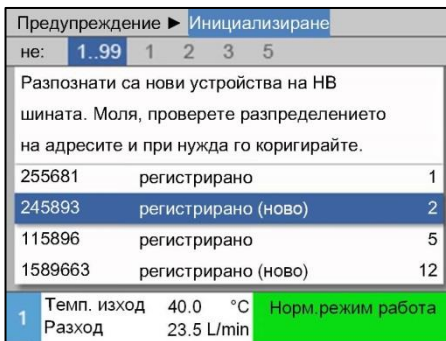 Предупреждение ► Инициализиране
не: 1..99 1 2 3 5
Разпознати са нови устройства на НВ
шината. Моля, проверете разпределението
на адресите и при нужда го коригирайте.
255681 регистрирано 1
245893 регистрирано (ново) 2
115896 регистрирано 5
1589663 регистрирано (ново) 12
1 Темп. изход 40.0 °C Норм.режим работа
Разход 23.5 L/min